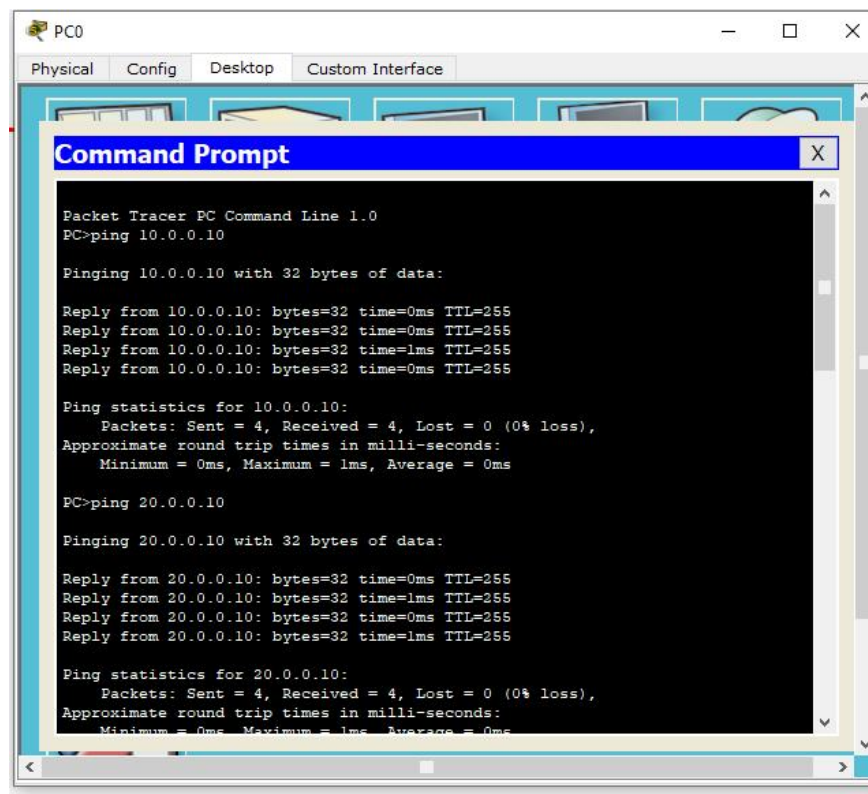 PC0
Physical Config Desktop Custom Interface
Command Prompt
X
Packet Tracer PC Command Line 1.0
PC>ping 10.0.0.10
Pinging 10.0.0.10 with 32 bytes of data:
Reply from 10.0.0.10: bytes=32 time=0ms TTL=255
Reply from 10.0.0.10: bytes=32 time=0ms TTL=255
Reply from 10.0.0.10: bytes=32 time=1ms TTL=255
Reply from 10.0.0.10: bytes=32 time=0ms TTL=255
Ping statistics for 10.0.0.10:
Packets: Sent = 4, Received = 4, Lost = 0 (0% loss),
Approximate round trip times in milli-seconds:
Minimum = 0ms, Maximum = 1ms, Average = 0ms
PC>ping 20.0.0.10
Pinging 20.0.0.10 with 32 bytes of data:
Reply from 20.0.0.10: bytes=32 time=0ms TTL=255
Reply from 20.0.0.10: bytes=32 time=1ms TTL=255
Reply from 20.0.0.10: bytes=32 time=0ms TTL=255
Reply from 20.0.0.10: bytes=32 time=1ms TTL=255
Ping statistics for 20.0.0.10:
Packets: Sent = 4, Received = 4, Lost = 0 (0% loss),
Approximate round trip times in milli-seconds:
Minimum = 0ms, Maximum = 1ms, Average = 0ms